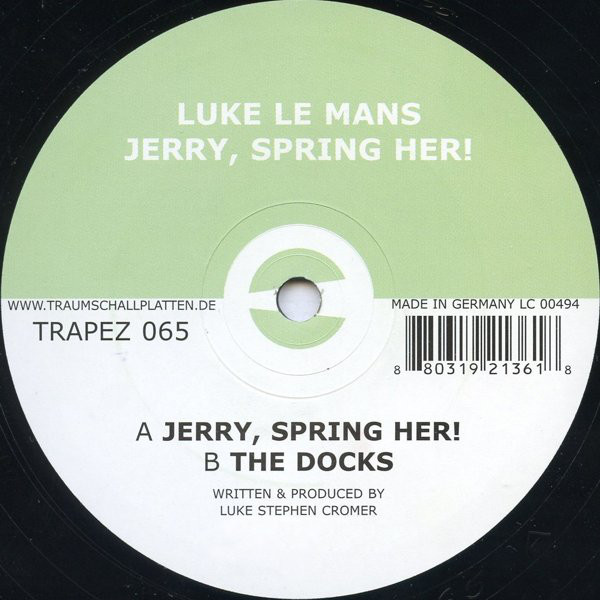 LUKE LE MANS
JERRY, SPRING HER!
WWW.TRAUMSCHALLPLATTEN.DE
MADE IN GERMANY LC 00494
TRAPEZ 065
8 80319 21361 8
A JERRY, SPRING HER!
B THE DOCKS
WRITTEN & PRODUCED BY
LUKE STEPHEN CROMER